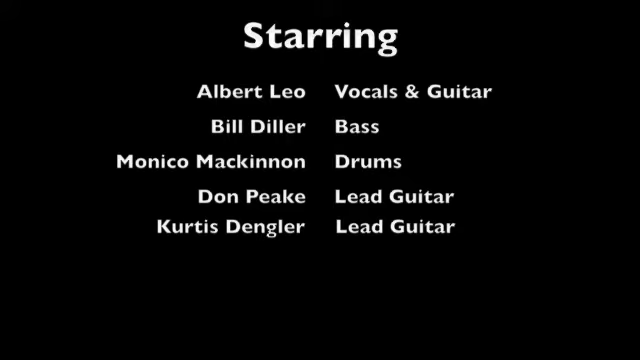 Starring
Albert Leo Vocals & Guitar
Bill Diller Bass
Monico Mackinnon Drums
Don Peake Lead Guitar
Kurtis Dengler Lead Guitar